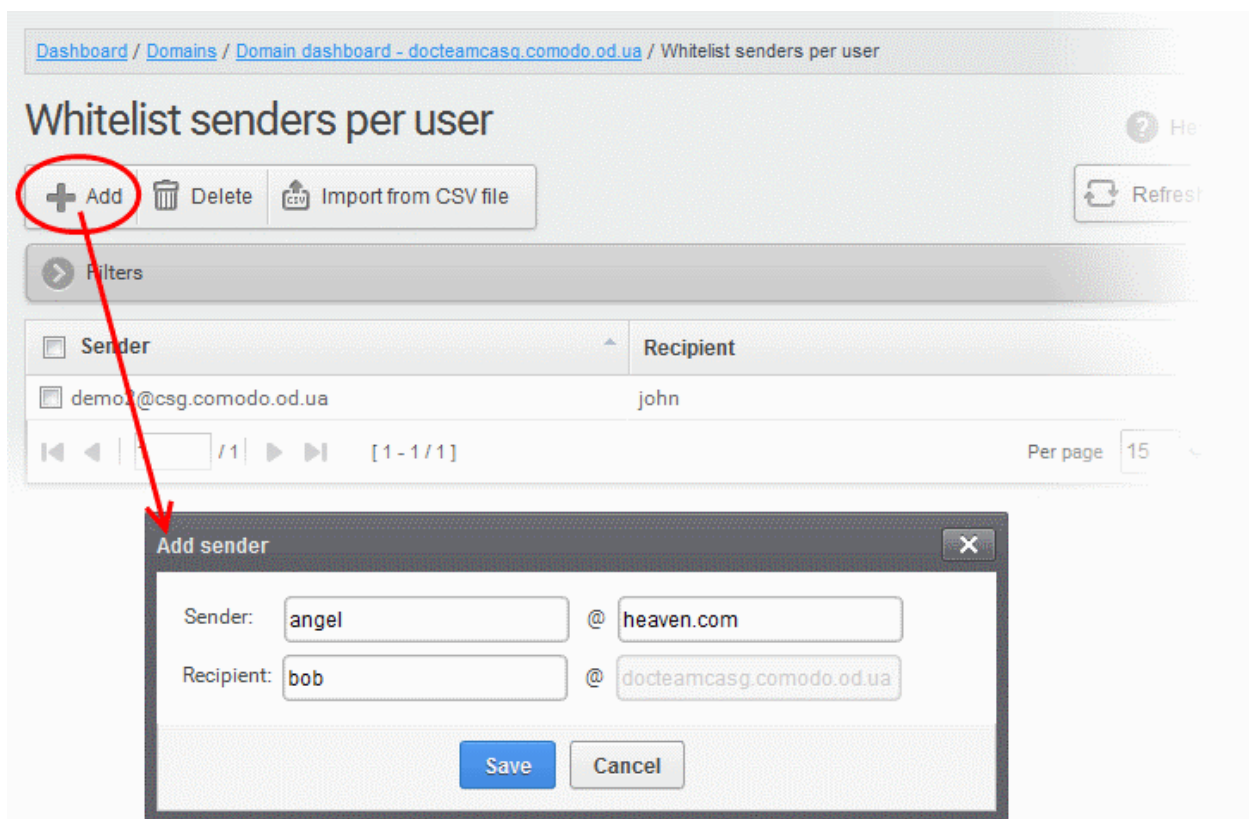 Dashboard / Domains / Domain dashboard - docteamcasg.comodo.od.ua / Whitelist senders per user
Whitelist senders per user
Add Delete Import from CSV file Refresh
Filters
Sender Recipient
demo2@csg.comodo.od.ua john
/ 1 [ 1 - 1 / 1 ] Per page 15
Add sender
Sender: angel @ heaven.com
Recipient: bob @ docteamcasg.comodo.od.ua
Save Cancel